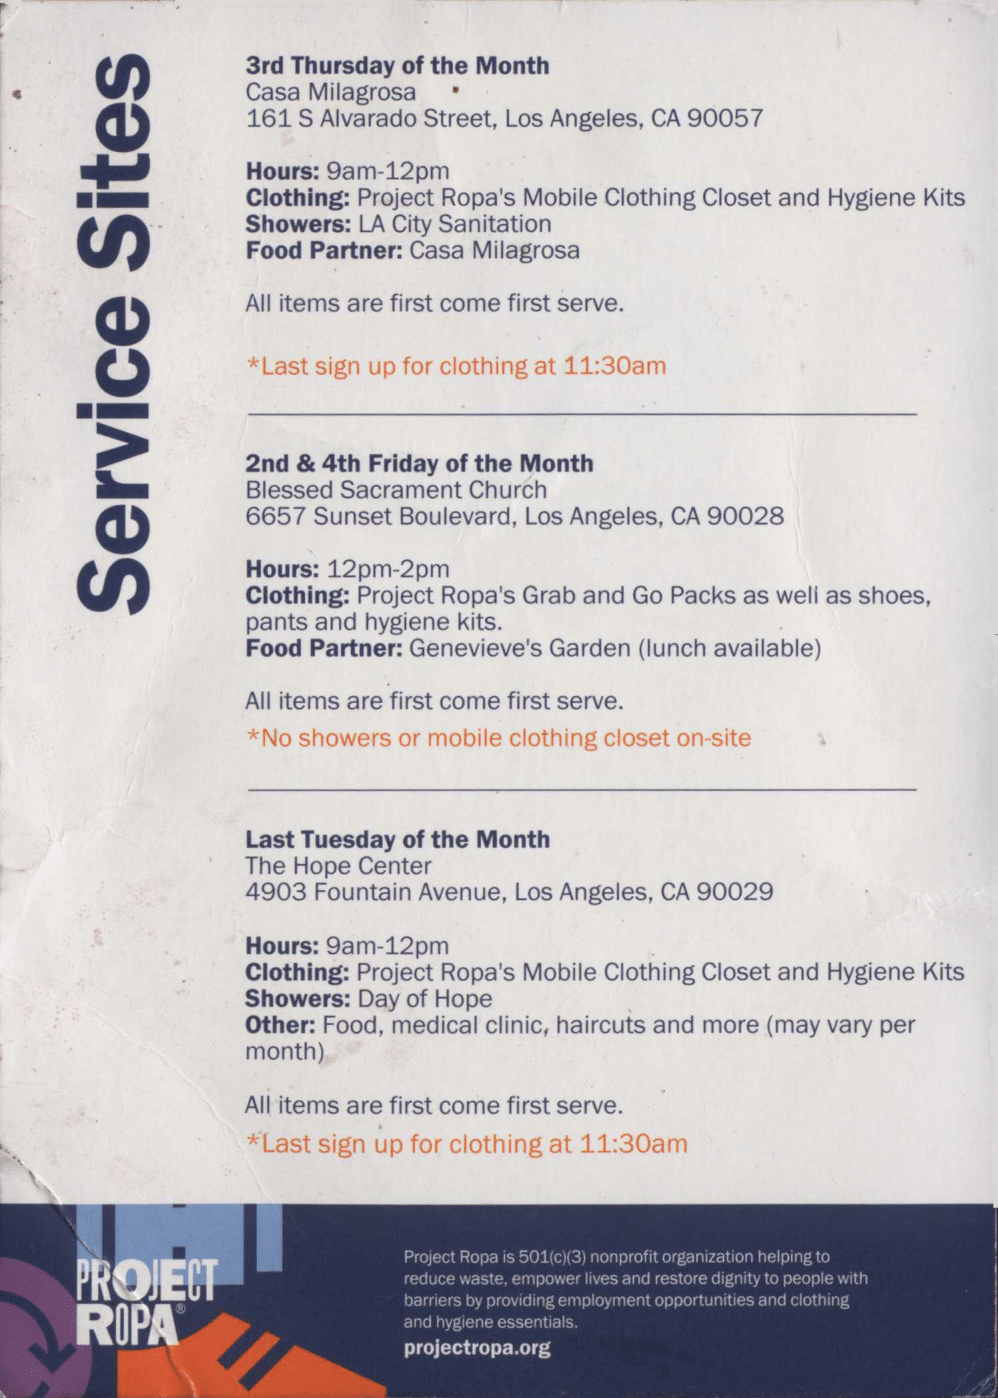 Service Sites
3rd Thursday of the Month
Casa Milagrosa
161 S Alvarado Street, Los Angeles, CA 90057
Hours: 9am-12pm
Clothing: Project Ropa's Mobile Clothing Closet and Hygiene Kits
Showers: LA City Sanitation
Food Partner: Casa Milagrosa
All items are first come first serve.
*Last sign up for clothing at 11:30am
2nd & 4th Friday of the Month
Blessed Sacrament Church
6657 Sunset Boulevard, Los Angeles, CA 90028
Hours: 12pm-2pm
Clothing: Project Ropa's Grab and Go Packs as well as shoes,
pants and hygiene kits.
Food Partner: Genevieve's Garden (lunch available)
All items are first come first serve.
*No showers or mobile clothing closet on-site
Last Tuesday of the Month
The Hope Center
4903 Fountain Avenue, Los Angeles, CA 90029
Hours: 9am-12pm
Clothing: Project Ropa's Mobile Clothing Closet and Hygiene Kits
Showers: Day of Hope
Other: Food, medical clinic, haircuts and more (may vary per
month)
All items are first come first serve.
*Last sign up for clothing at 11:30am
PROJECT
ROPA®
Project Ropa is 501(c)(3) nonprofit organization helping to
reduce waste, empower lives and restore dignity to people with
barriers by providing employment opportunities and clothing
and hygiene essentials.
projectropa.org